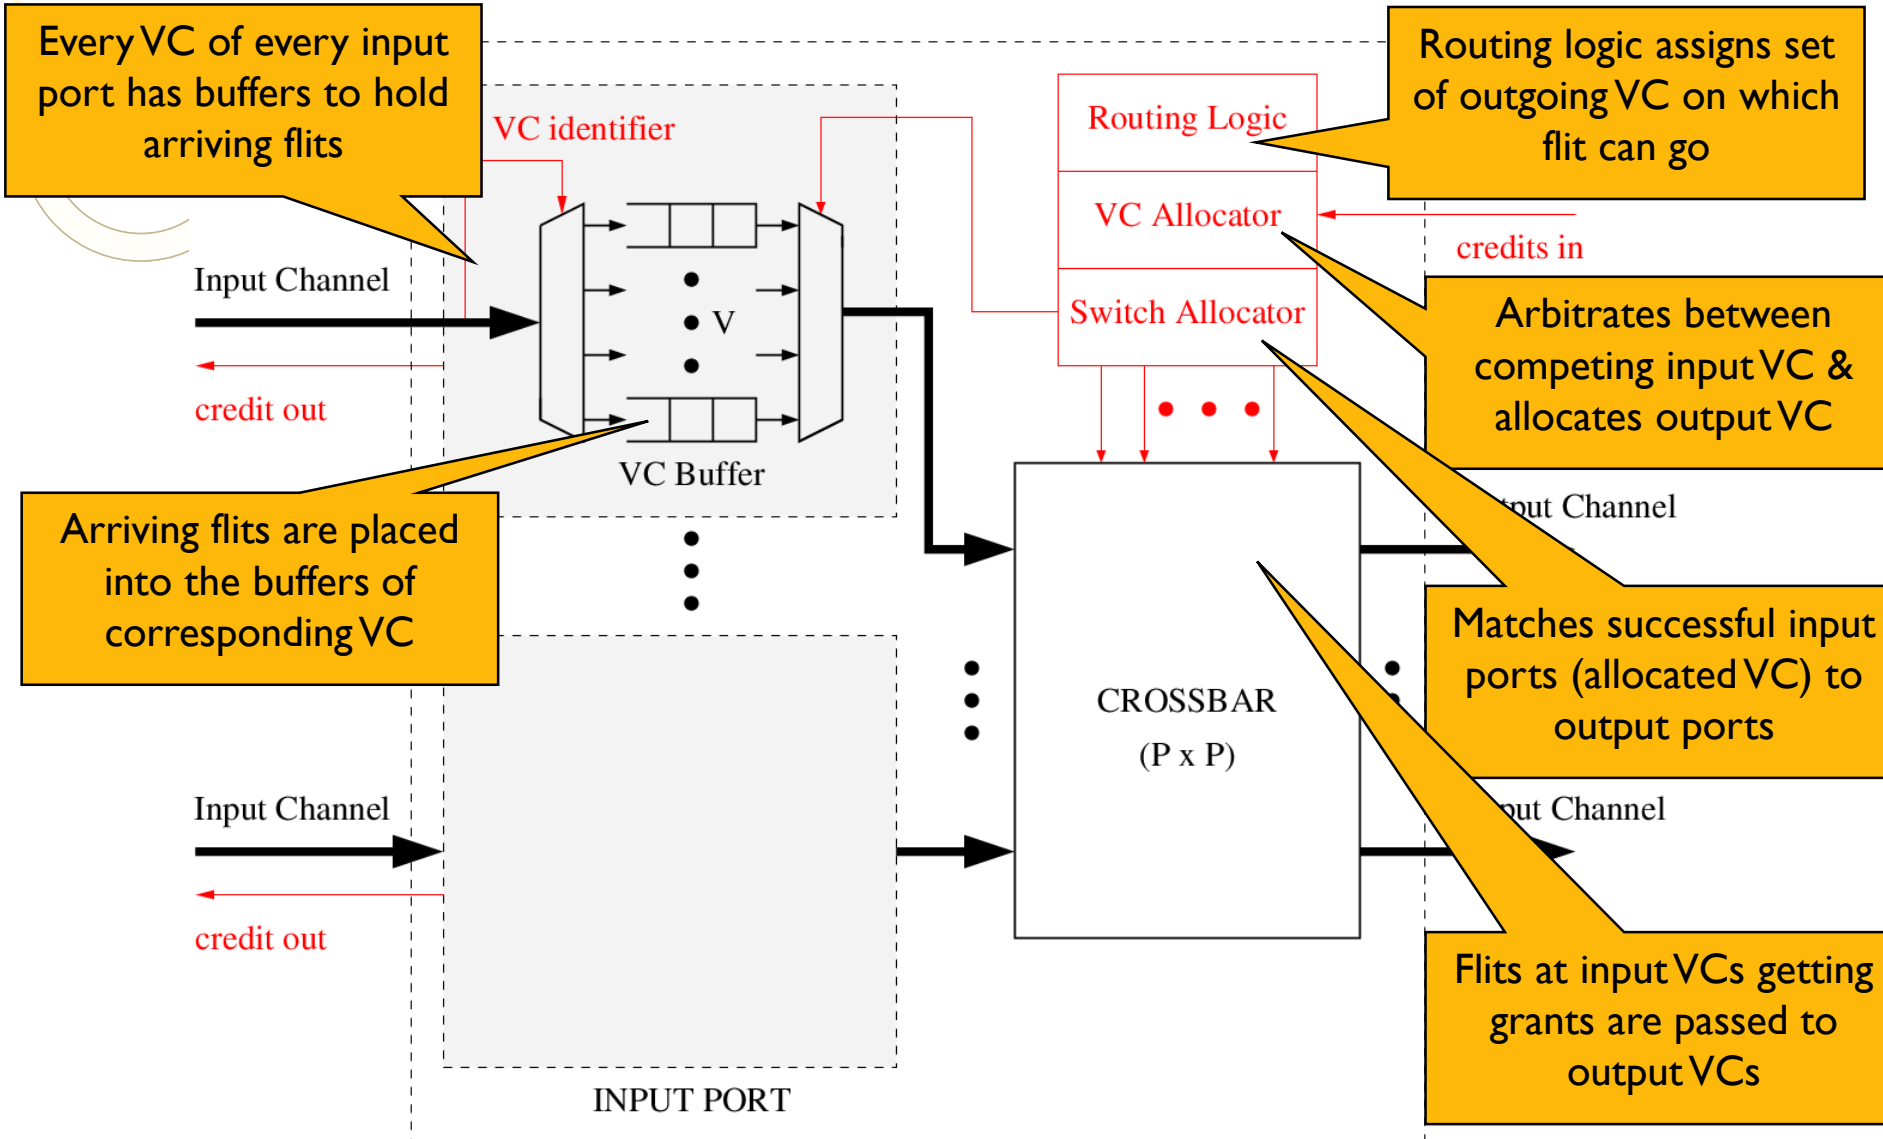 Every VC of every input
port has buffers to hold
arriving flits
Routing logic assigns set
of outgoing VC on which
flit can go
VC identifier
Routing Logic
VC Allocator
credits in
Switch Allocator
Input Channel
V
credit out
VC Buffer
Arbitrates between
competing input VC &
allocates output VC
Arriving flits are placed
into the buffers of
corresponding VC
Channel
Matches successful input
ports (allocated VC) to
output ports
CROSSBAR
(P x P)
Input Channel
Channel
credit out
Flits at input VCs getting
grants are passed to
output VCs
INPUT PORT